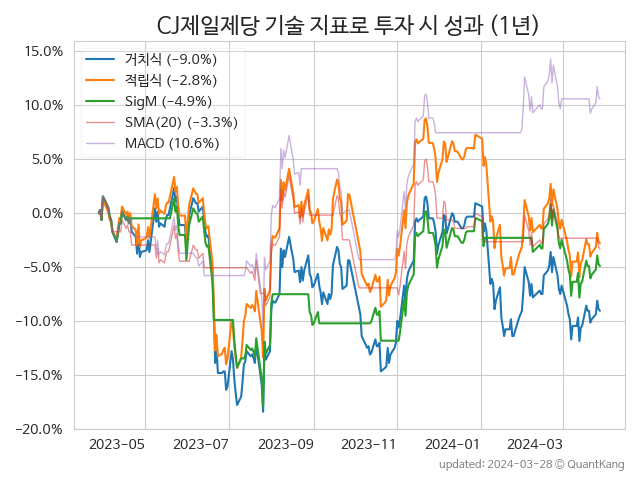 CJ제일제당 기술 지표로 투자 시 성과 (1년)
15.0%
10.0%
5.0%
0.0%
−5.0%
−10.0%
−15.0%
−20.0%
거치식 (−9.0%)
적립식 (−2.8%)
SigM (−4.9%)
SMA(20) (−3.3%)
MACD (10.6%)
2023-05 2023-07 2023-09 2023-11 2024-01 2024-03
updated: 2024-03-28 © QuantKang